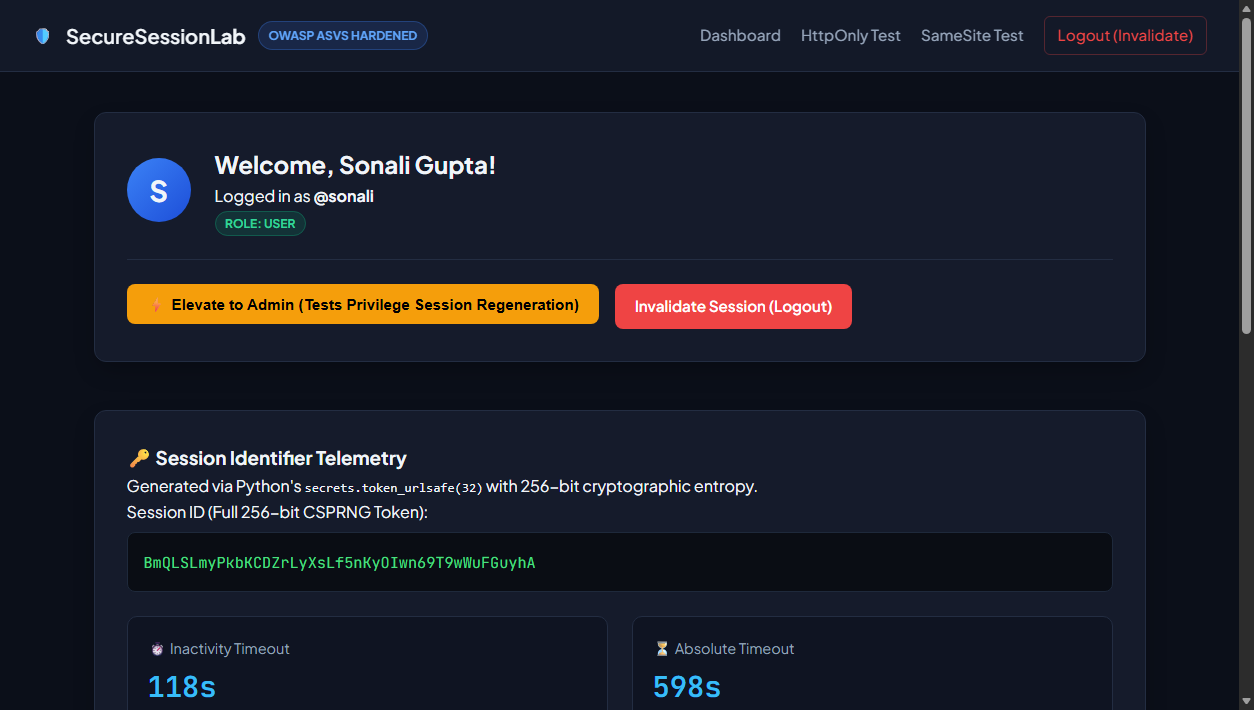 SecureSessionLab OWASP ASVS HARDENED Dashboard HttpOnly Test SameSite Test Logout (Invalidate)
S
Welcome, Sonali Gupta!
Logged in as @sonali
ROLE: USER
Elevate to Admin (Tests Privilege Session Regeneration) Invalidate Session (Logout)
Session Identifier Telemetry
Generated via Python's secrets.token_urlsafe(32) with 256-bit cryptographic entropy.
Session ID (Full 256-bit CSPRNG Token):
BmQLSLmyPkbKCDZrLyXsLf5nKyOIwn69T9wWuFGuyhA
Inactivity Timeout Absolute Timeout
118s 598s